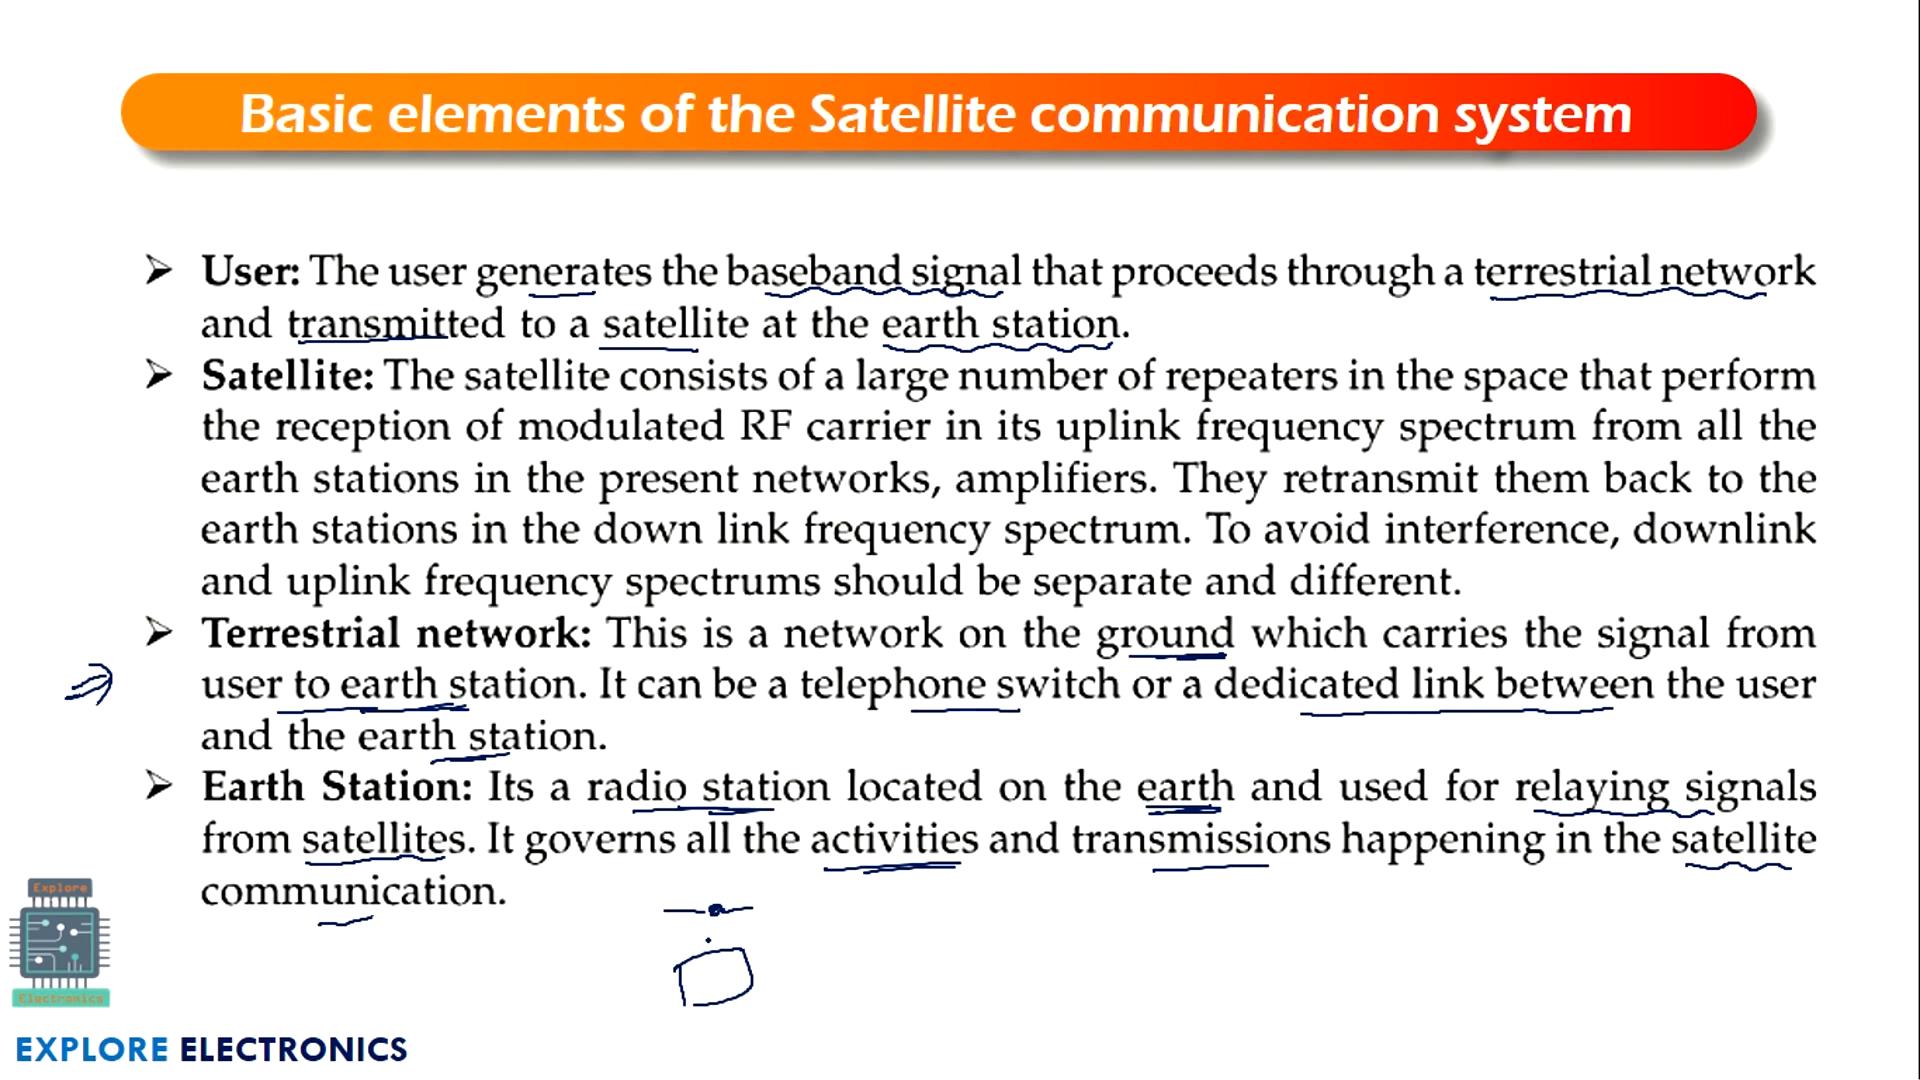 Basic elements of the Satellite communication system
➢ User: The user generates the baseband signal that proceeds through a terrestrial network
and transmitted to a satellite at the earth station.
➢ Satellite: The satellite consists of a large number of repeaters in the space that perform
the reception of modulated RF carrier in its uplink frequency spectrum from all the
earth stations in the present networks, amplifiers. They retransmit them back to the
earth stations in the down link frequency spectrum. To avoid interference, downlink
and uplink frequency spectrums should be separate and different.
➢ Terrestrial network: This is a network on the ground which carries the signal from
user to earth station. It can be a telephone switch or a dedicated link between the user
and the earth station.
➢ Earth Station: Its a radio station located on the earth and used for relaying signals
from satellites. It governs all the activities and transmissions happening in the satellite
communication.
Explore
Electronics
EXPLORE ELECTRONICS